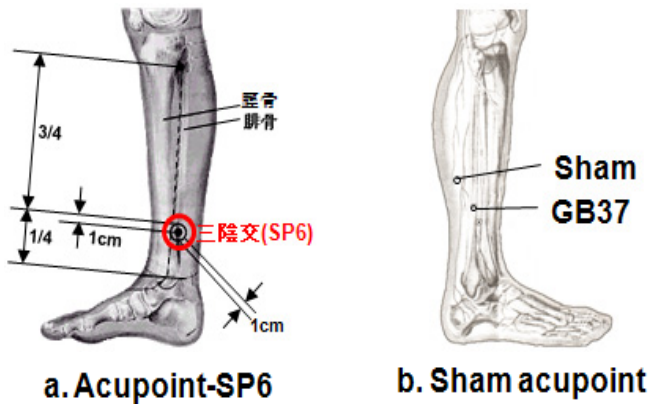 脛骨
腓骨
3/4
1/4
1cm
三陰交(SP6)
1cm
a. Acupoint-SP6
Sham
GB37
b. Sham acupoint